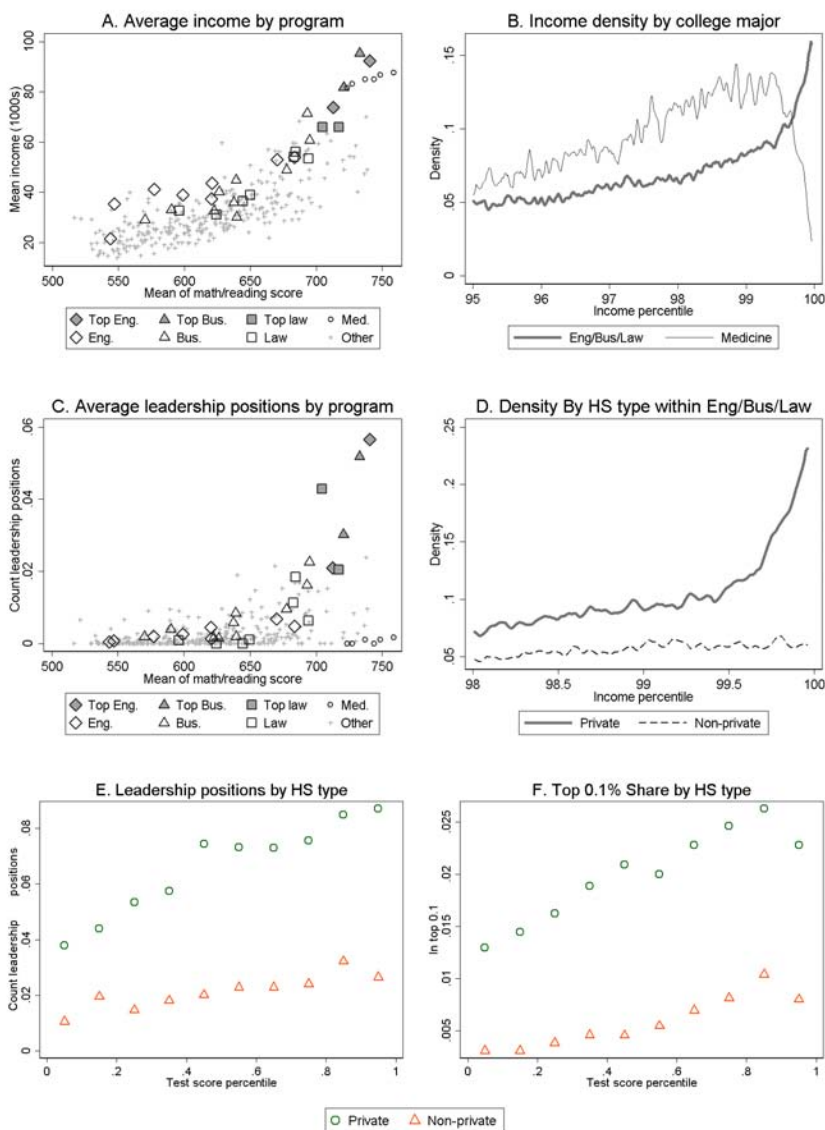 A. Average income by program
Mean income (1000s)
100
80
60
40
20
500 550 600 650 700 750
Mean of math/reading score
Top Eng. Top Bus. Top law Med.
Eng. Bus. Law Other
B. Income density by college major
Density
.15
.1
.05
0
95 96 97 98 99 100
Income percentile
Eng/Bus/Law Medicine
C. Average leadership positions by program
Count leadership positions
.06
.04
.02
0
500 550 600 650 700 750
Mean of math/reading score
Top Eng. Top Bus. Top law Med.
Eng. Bus. Law Other
D. Density By HS type within Eng/Bus/Law
Density
.25
.2
.15
.1
.05
98 98.5 99 99.5 100
Income percentile
Private Non-private
E. Leadership positions by HS type
Count leadership positions
.08
.06
.04
.02
0
0 .2 .4 .6 .8 1
Test score percentile
F. Top 0.1% Share by HS type
In top 0.1
.025
.02
.015
.01
.005
0 .2 .4 .6 .8 1
Test score percentile
Private Non-private